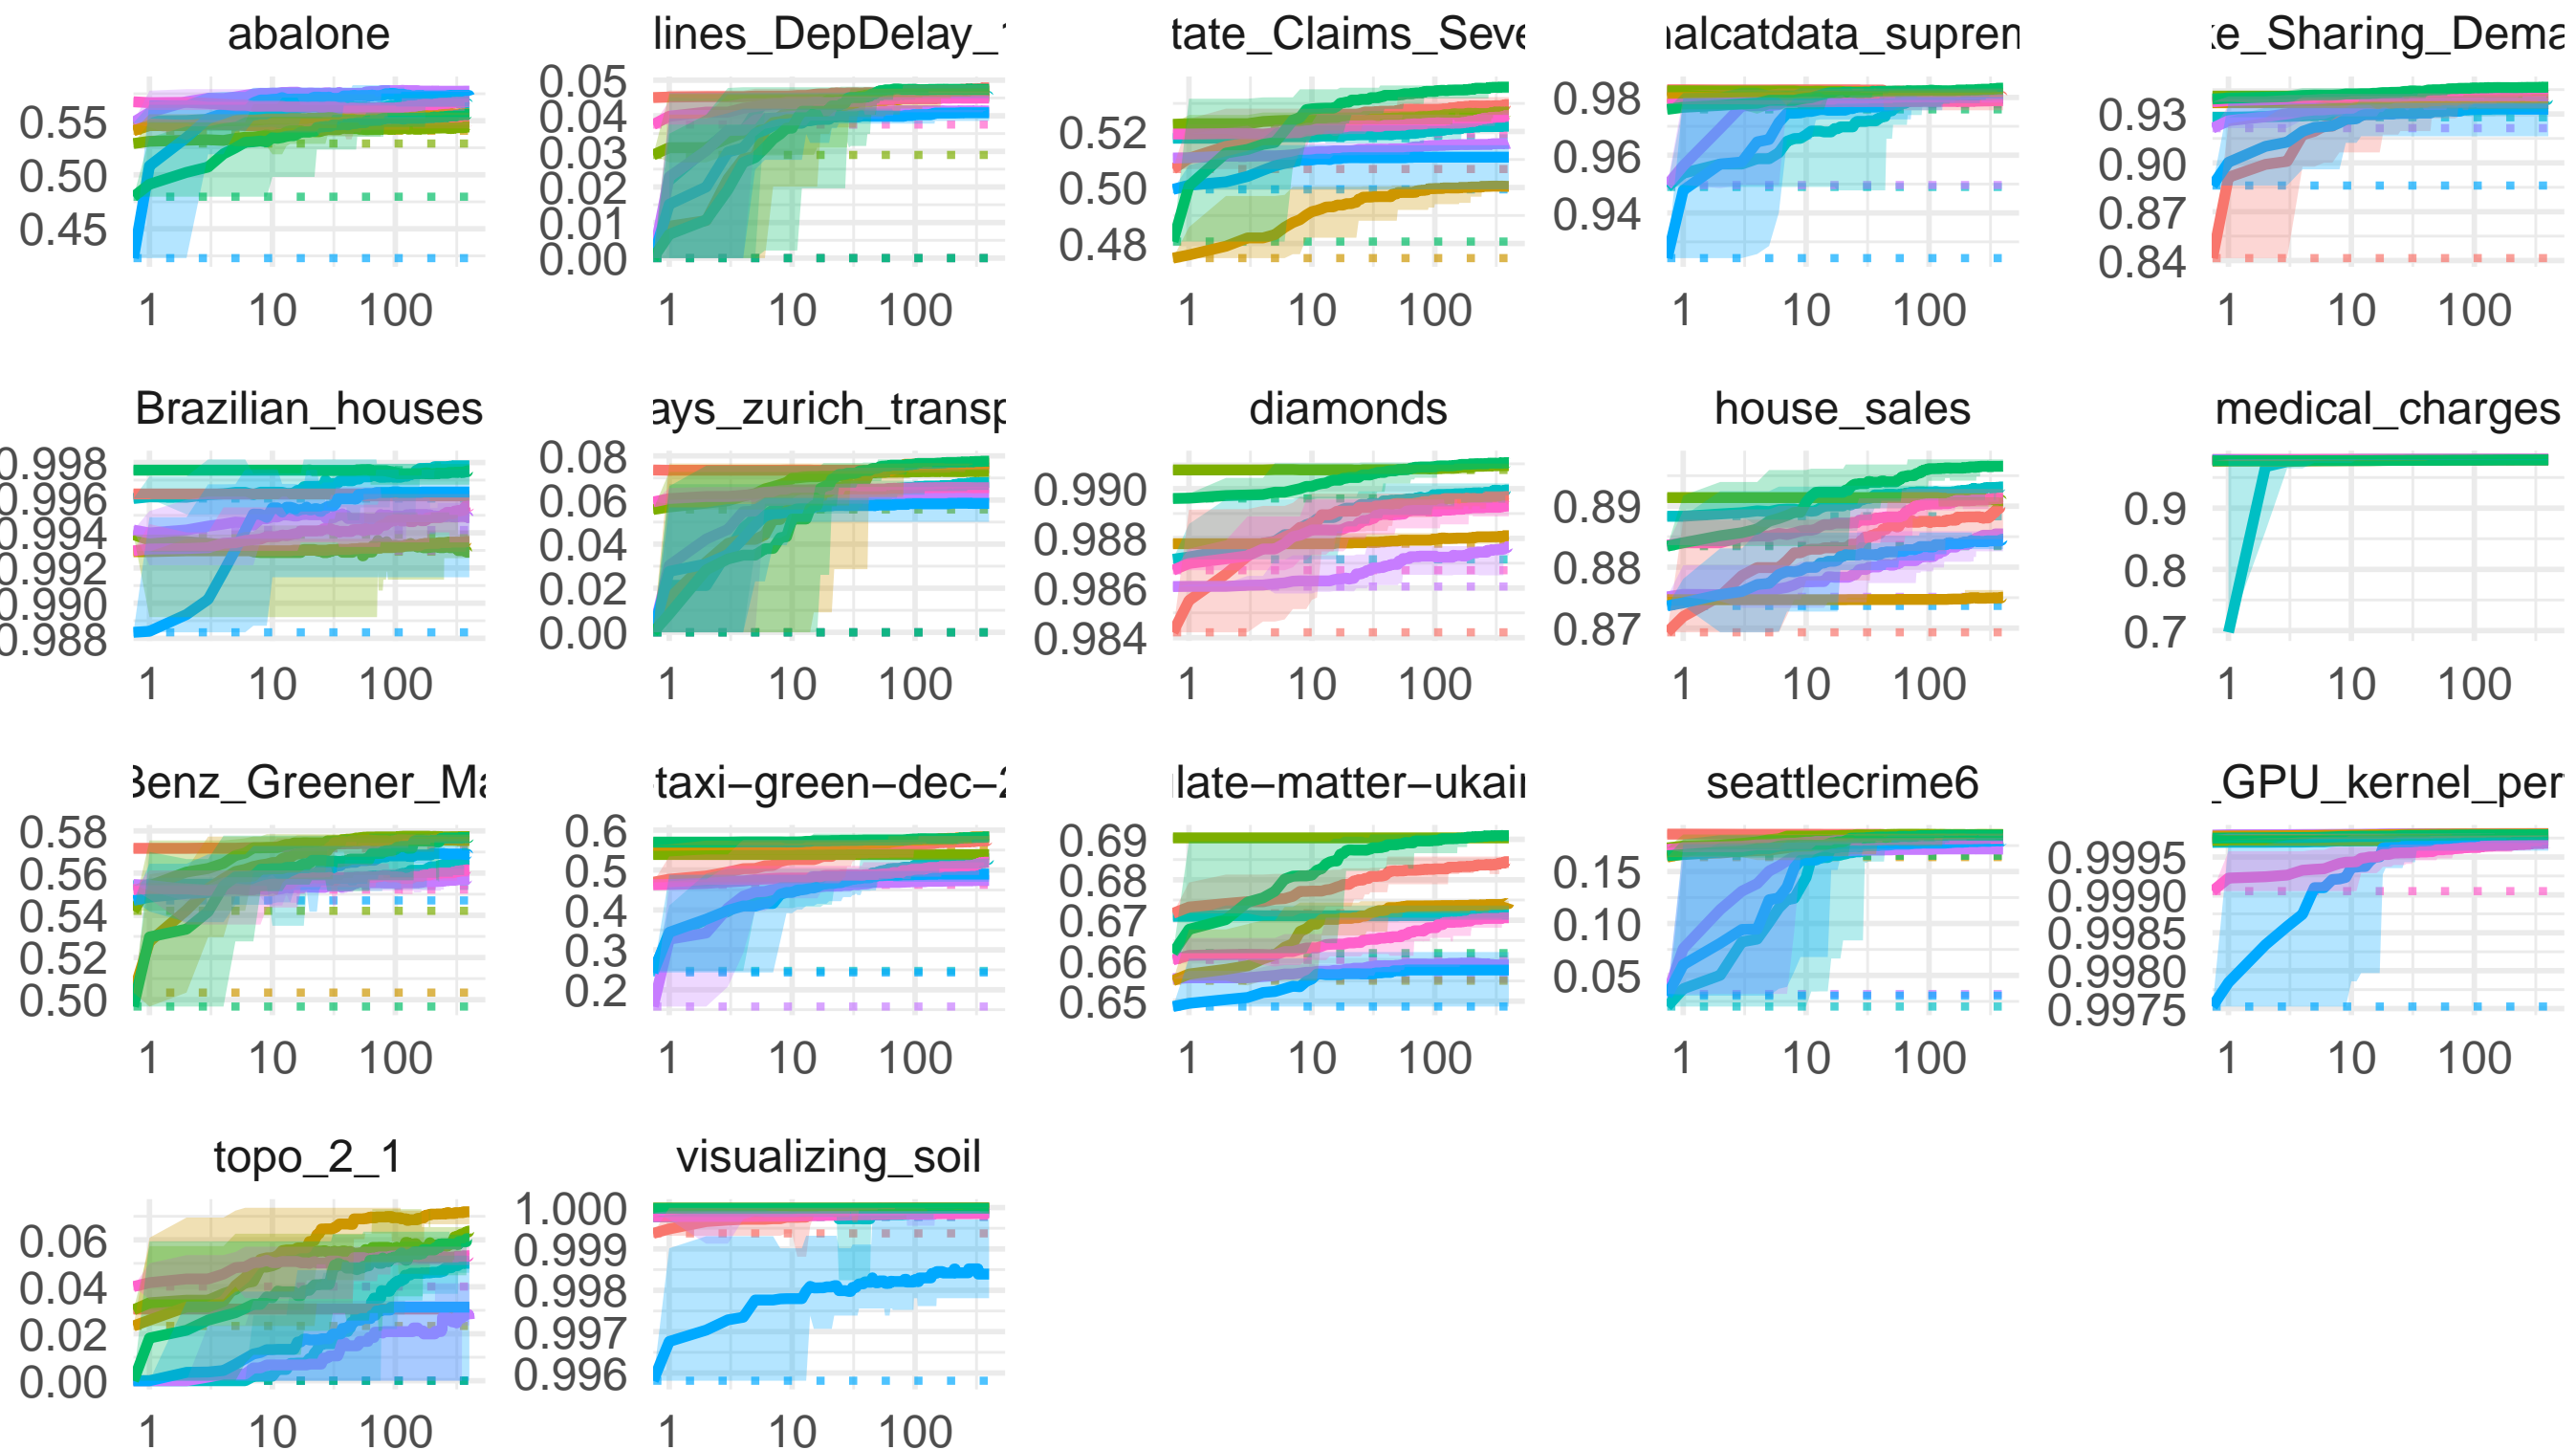 abalone
lines_DepDelay_
tate_Claims_Seve
alcatdata_suprem
e_Sharing_Dema
0.55
0.50
0.45
0.05
0.04
0.03
0.02
0.01
0.00
0.52
0.50
0.48
0.98
0.96
0.94
0.93
0.90
0.87
0.84
1 10 100
1 10 100
1 10 100
1 10 100
1 10 100
Brazilian_houses
ays_zurich_transp
diamonds
house_sales
medical_charges
0.998
0.996
0.994
0.992
0.990
0.988
0.08
0.06
0.04
0.02
0.00
0.990
0.988
0.986
0.984
0.89
0.88
0.87
0.9
0.8
0.7
1 10 100
1 10 100
1 10 100
1 10 100
1 10 100
Benz_Greener_Ma
-taxi−green−dec−2
late−matter−ukair
seattlecrime6
_GPU_kernel_per
0.58
0.56
0.54
0.52
0.50
0.6
0.5
0.4
0.3
0.2
0.69
0.68
0.67
0.66
0.65
0.15
0.10
0.05
0.9995
0.9990
0.9985
0.9980
0.9975
1 10 100
1 10 100
1 10 100
1 10 100
1 10 100
topo_2_1
visualizing_soil
0.06
0.04
0.02
0.00
1.000
0.999
0.998
0.997
0.996
1 10 100
1 10 100